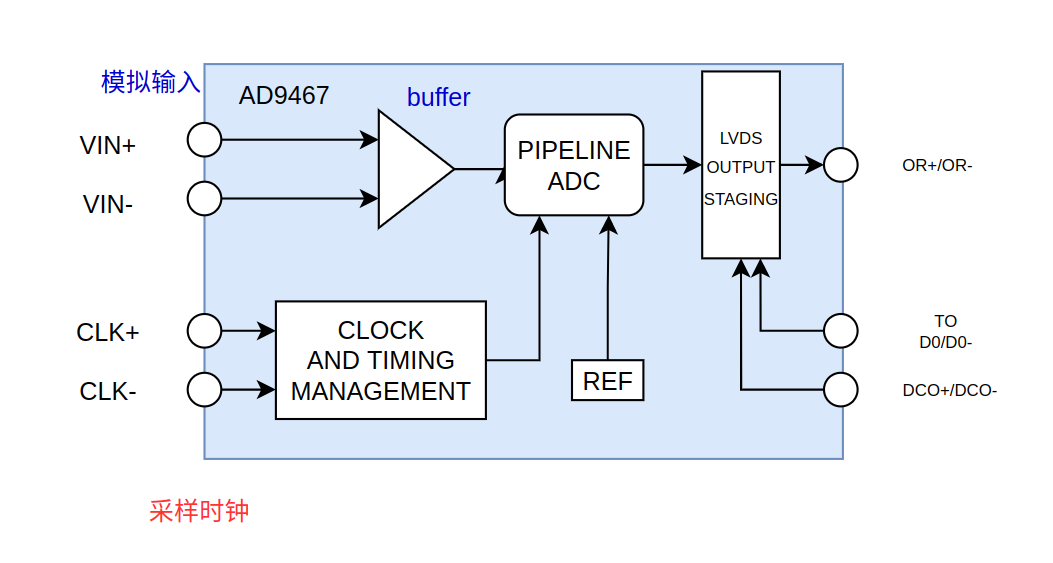 模拟输入
AD9467
buffer
VIN+
VIN-
PIPELINE
ADC
LVDS
OUTPUT
STAGING
OR+/OR-
CLK+
CLK-
CLOCK
AND TIMING
MANAGEMENT
REF
TO
D0/D0-
DCO+/DCO-
采样时钟